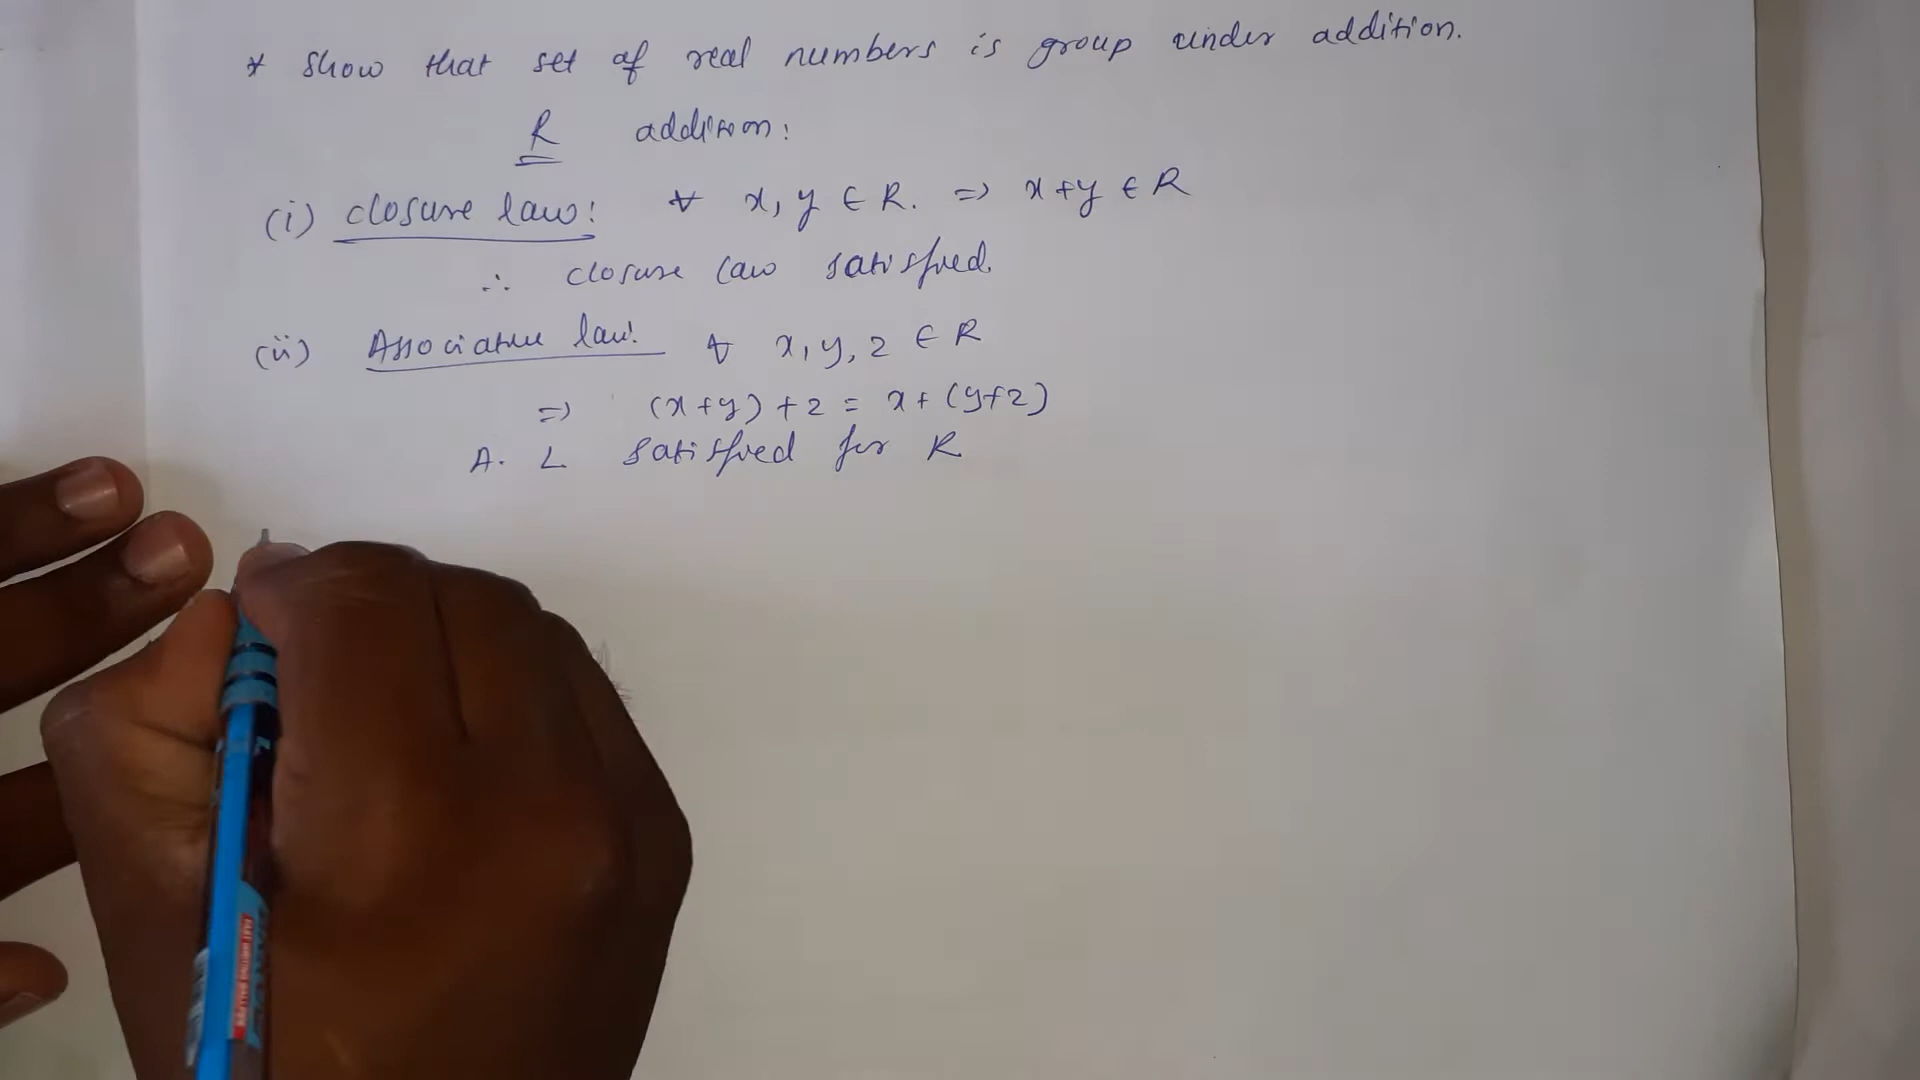 * Show that set of real numbers is group under addition.
R addition:
(i) closure law: ∀ x, y ∈ R. => x+y ∈ R
∴ closure law satisfied.
(ii) Associative law: ∀ x, y, z ∈ R
=> (x+y)+z = x+(y+z)
A. L satisfied for R